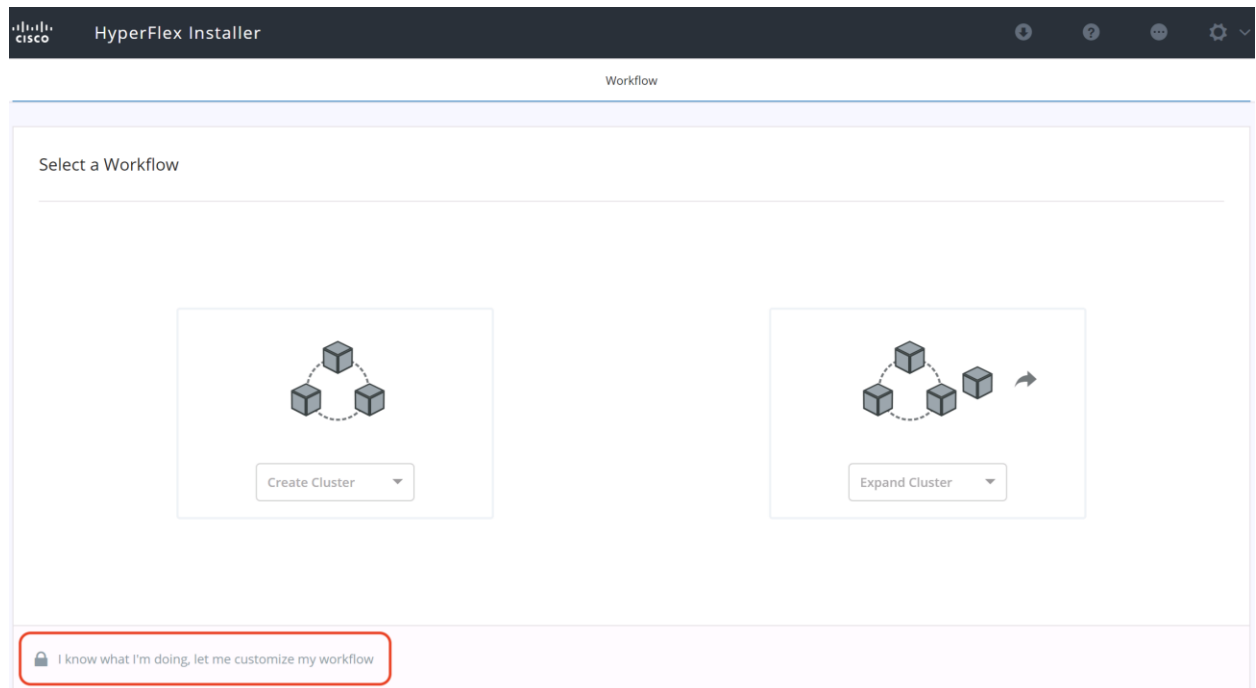 cisco
HyperFlex Installer
Workflow
Select a Workflow
Create Cluster
Expand Cluster
I know what I'm doing, let me customize my workflow